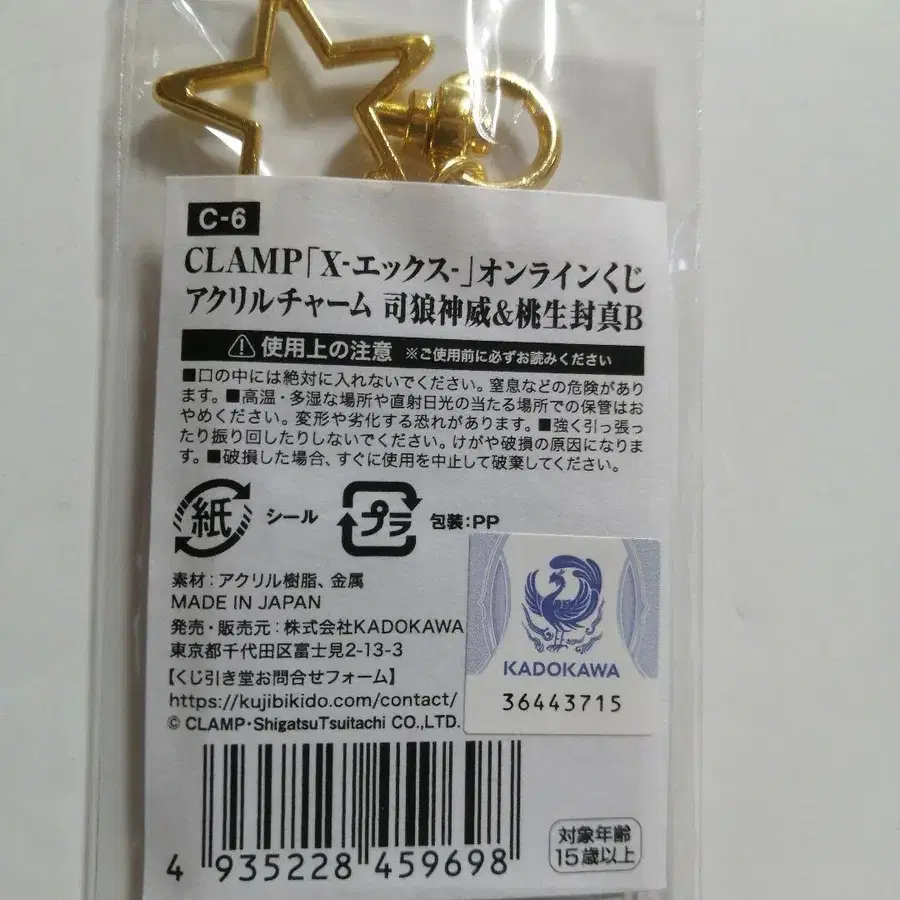 C-6
CLAMP「X-エックス-」オンラインくじ
アクリルチャーム 司狼神威&桃生封真B
使用上の注意 ※ご使用前に必ずお読みください
■口の中には絶対に入れないでください。窒息などの危険があり
ます。■高温・多湿な場所や直射日光の当たる場所での保管はお
やめください。変形や劣化する恐れがあります。■強く引っ張っ
たり振り回したりしないでください。けがや破損の原因になりま
す。■破損した場合、すぐに使用を中止して破棄してください。
紙 シール プラ 包装:PP
素材:アクリル樹脂、金属
MADE IN JAPAN
発売・販売元:株式会社KADOKAWA
東京都千代田区富士見2-13-3
【くじ引き堂お問合せフォーム】
https://kujibikido.com/contact/
© CLAMP・ShigatsuTsuitachi CO.,LTD.
KADOKAWA
36443715
4 935228 459698
対象年齢
15歳以上